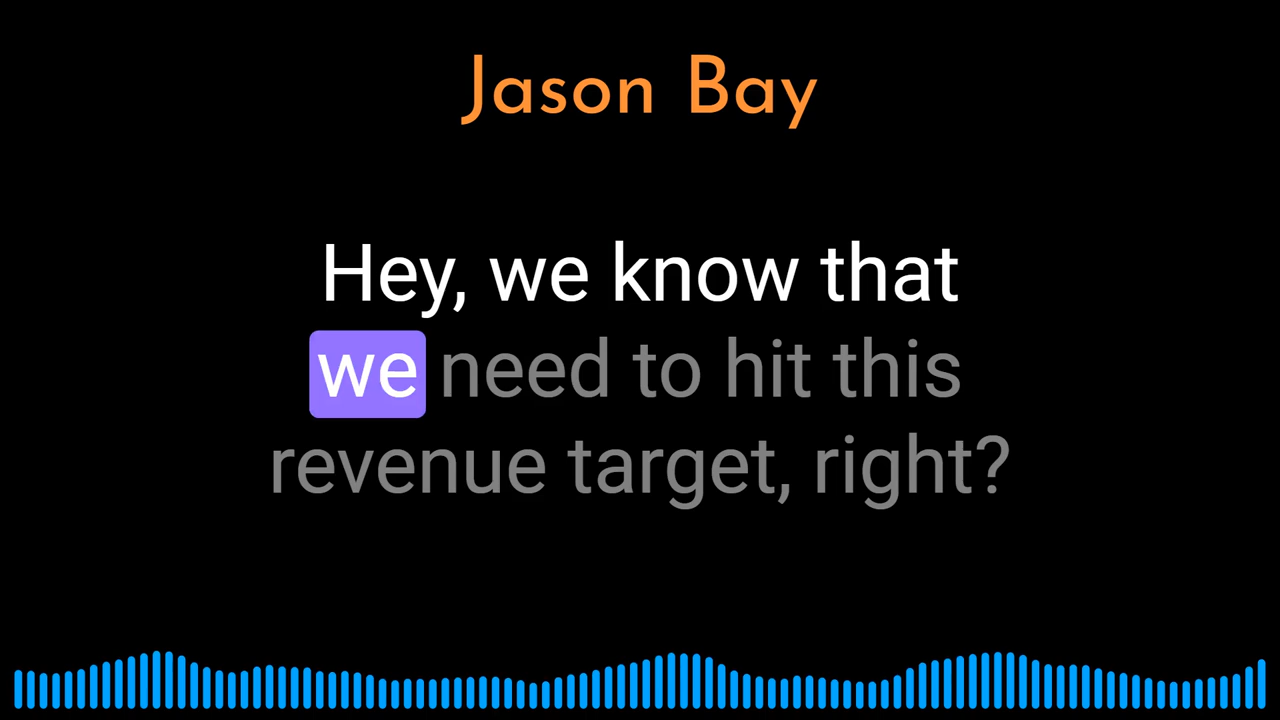 Jason Bay
Hey, we know that
we need to hit this
revenue target, right?